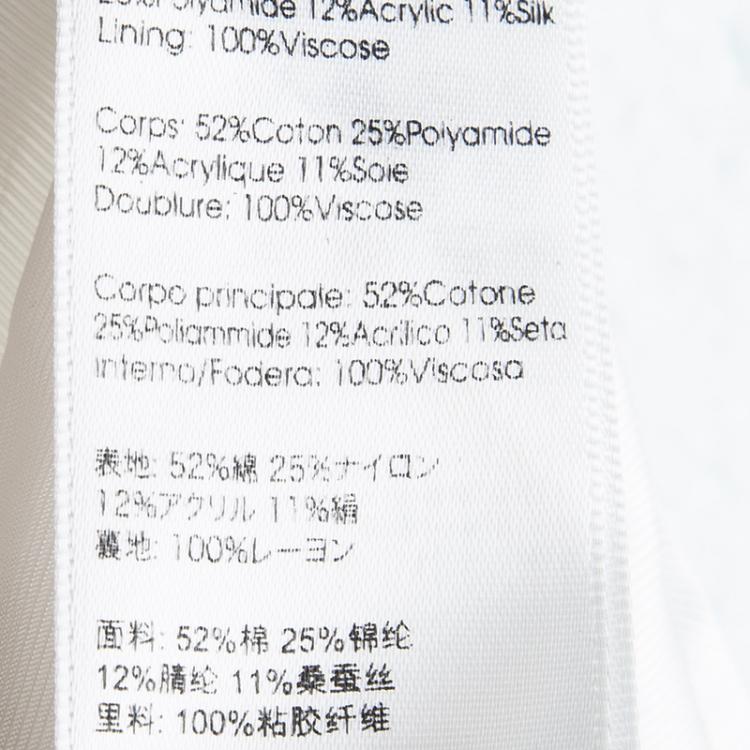 25%Polyamide 12%Acrylic 11%Silk
Lining: 100%Viscose
Corps: 52%Coton 25%Polyamide
12%Acrylique 11%Soie
Doublure: 100%Viscose
Corpo principale: 52%Cotone
25%Poliammide 12%Acrilico 11%Seta
Interno/Fodera: 100%Viscosa
表地: 52%綿 25%ナイロン
12%アクリル 11%絹
裏地: 100%レーヨン
面料: 52%棉 25%锦纶
12%腈纶 11%桑蚕丝
里料: 100%粘胶纤维